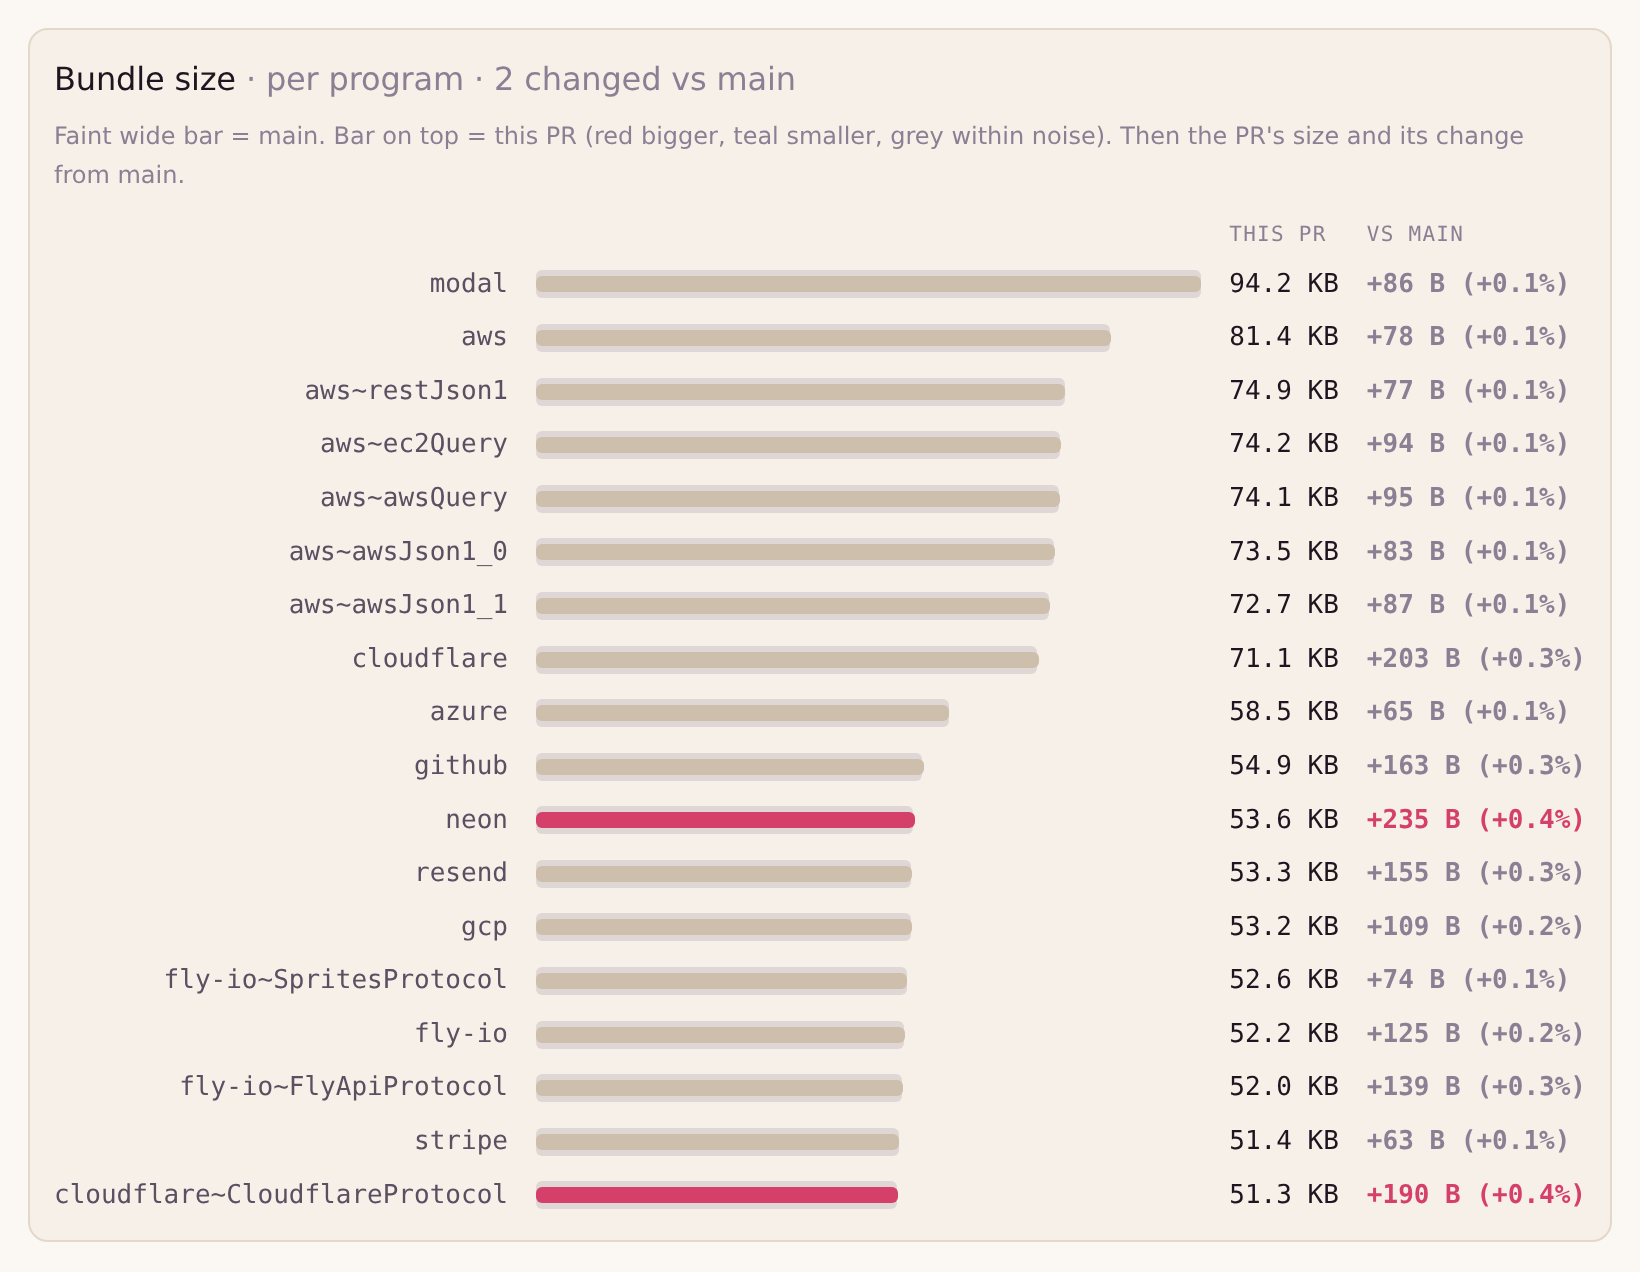 Bundle size · per program · 2 changed vs main
Faint wide bar = main. Bar on top = this PR (red bigger, teal smaller, grey within noise). Then the PR's size and its change
from main.
THIS PR VS MAIN
modal 94.2 KB +86 B (+0.1%)
aws 81.4 KB +78 B (+0.1%)
aws~restJson1 74.9 KB +77 B (+0.1%)
aws~ec2Query 74.2 KB +94 B (+0.1%)
aws~awsQuery 74.1 KB +95 B (+0.1%)
aws~awsJson1_0 73.5 KB +83 B (+0.1%)
aws~awsJson1_1 72.7 KB +87 B (+0.1%)
cloudflare 71.1 KB +203 B (+0.3%)
azure 58.5 KB +65 B (+0.1%)
github 54.9 KB +163 B (+0.3%)
neon 53.6 KB +235 B (+0.4%)
resend 53.3 KB +155 B (+0.3%)
gcp 53.2 KB +109 B (+0.2%)
fly-io~SpritesProtocol 52.6 KB +74 B (+0.1%)
fly-io 52.2 KB +125 B (+0.2%)
fly-io~FlyApiProtocol 52.0 KB +139 B (+0.3%)
stripe 51.4 KB +63 B (+0.1%)
cloudflare~CloudflareProtocol 51.3 KB +190 B (+0.4%)